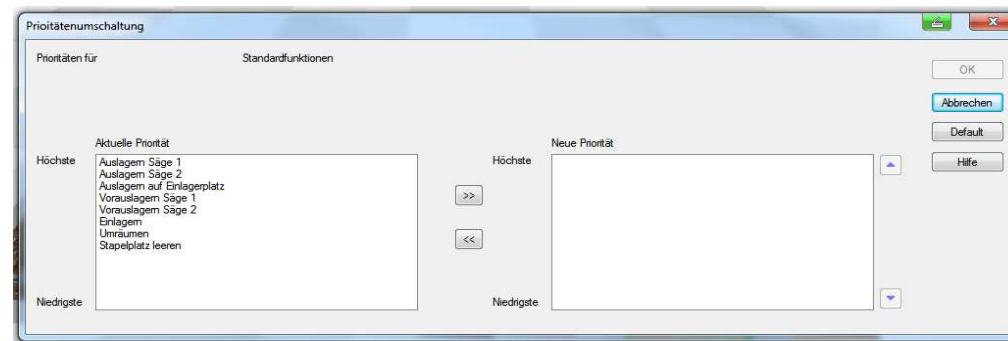 Prioitätenumschaltung
Prioritäten für Standardfunktionen
OK
Abbrechen
Default
Hilfe
Aktuelle Priorität
Höchste
Auslagern Säge 1
Auslagern Säge 2
Auslagern auf Einlagerplatz
Vorauslagern Säge 1
Vorauslagern Säge 2
Einlagern
Umräumen
Stapelplatz leeren
Niedrigste
>>
<<
Neue Priorität
Höchste
Niedrigste